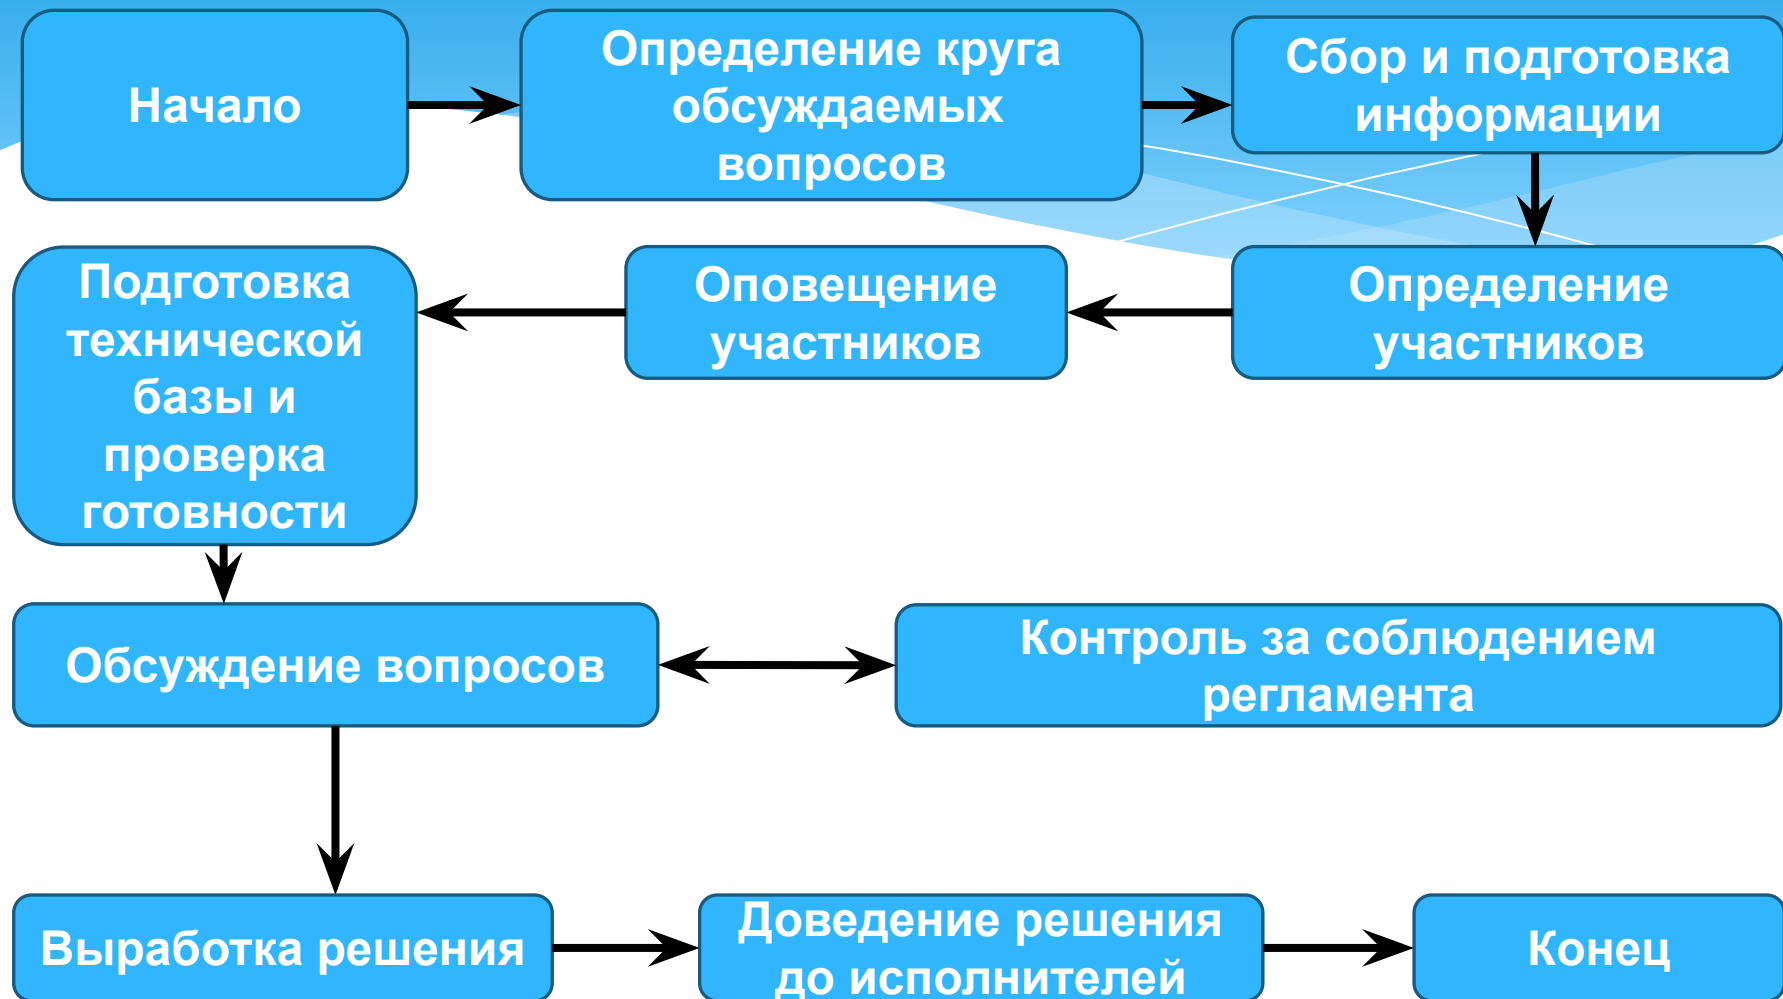 Начало
Определение круга
обсуждаемых
вопросов
Сбор и подготовка
информации
Подготовка
технической
базы и
проверка
готовности
Оповещение
участников
Определение
участников
Обсуждение вопросов
Контроль за соблюдением
регламента
Выработка решения
Доведение решения
до исполнителей
Конец